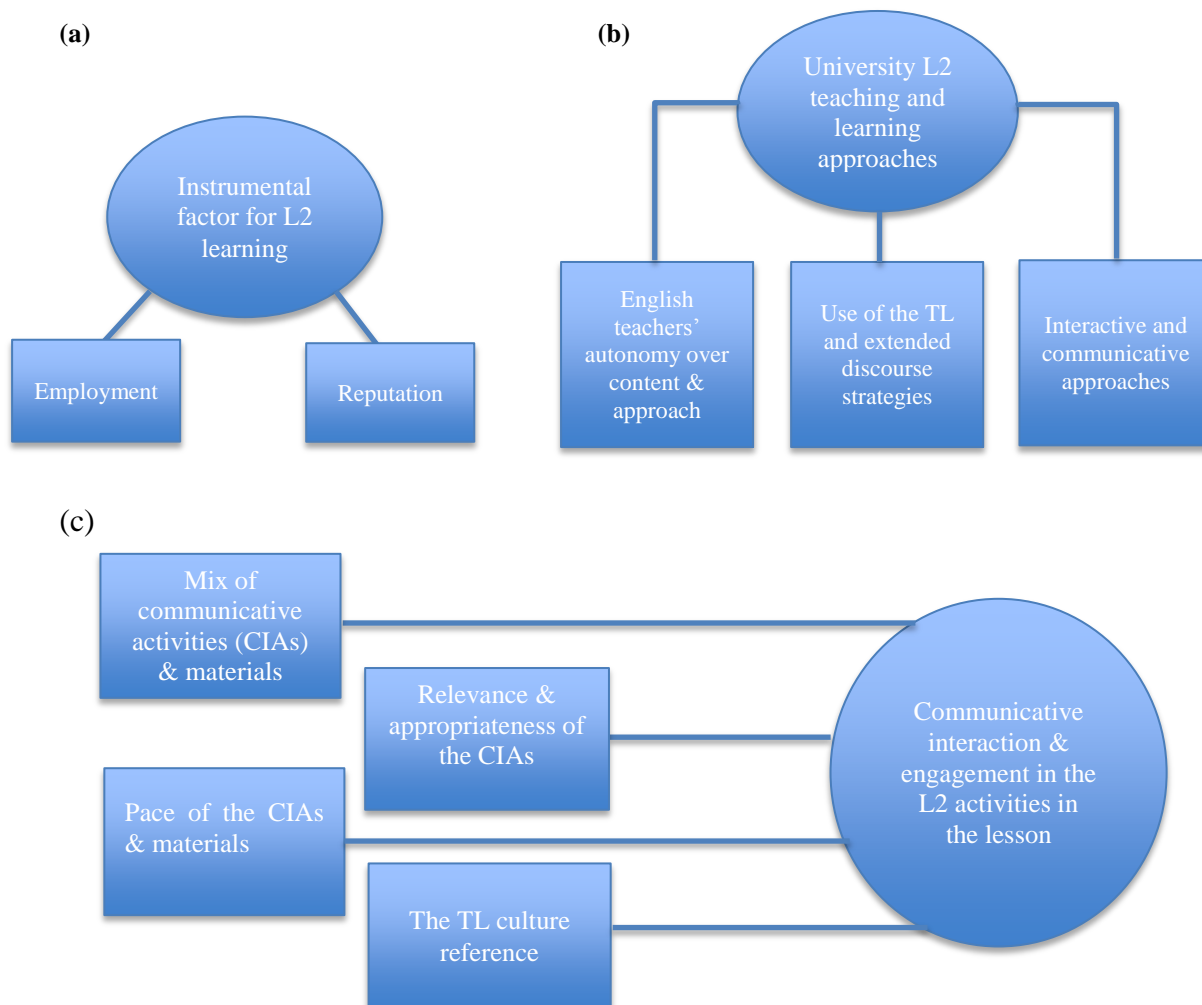 (a)
Instrumental
factor for L2
learning
Employment
Reputation
(b)
University L2
teaching and
learning
approaches
English
teachers’
autonomy over
content &
approach
Use of the TL
and extended
discourse
strategies
Interactive and
communicative
approaches
(c)
Mix of
communicative
activities (CIAs)
& materials
Relevance &
appropriateness of
the CIAs
Pace of the CIAs
& materials
The TL culture
reference
Communicative
interaction &
engagement in the
L2 activities in
the lesson